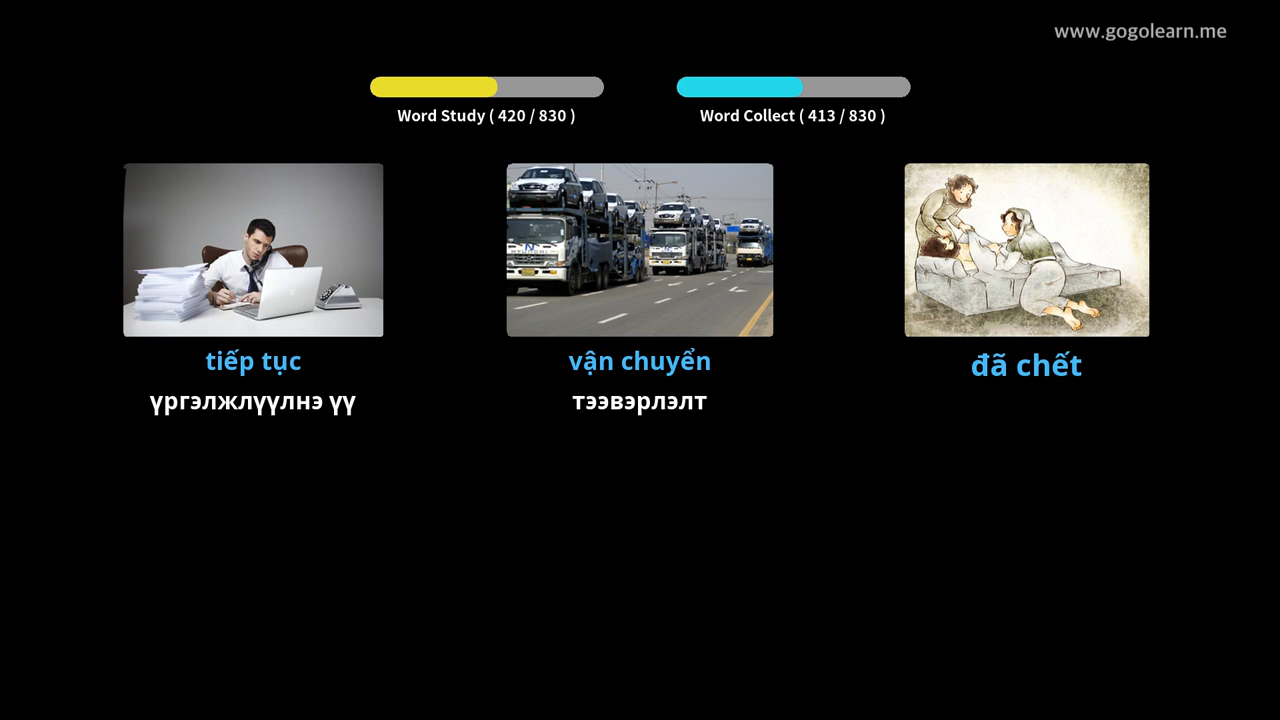 www.gogolearn.me
Word Study ( 420 / 830 )
Word Collect ( 413 / 830 )
tiếp tục
үргэлжлүүлнэ үү
vận chuyển
тээвэрлэлт
đã chết